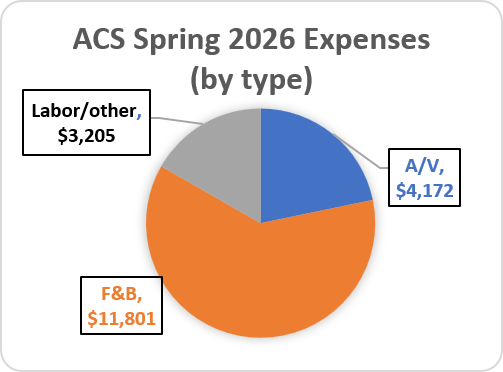 ACS Spring 2026 Expenses
(by type)
Labor/other,
$3,205
A/V,
$4,172
F&B,
$11,801